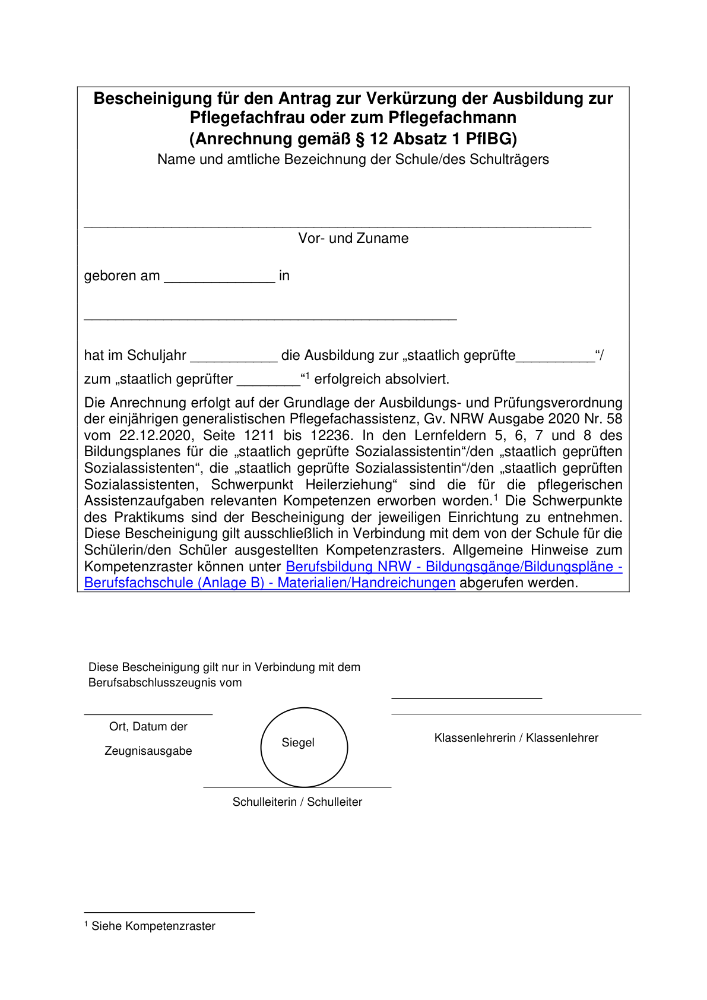 Bescheinigung für den Antrag zur Verkürzung der Ausbildung zur
Pflegefachfrau oder zum Pflegefachmann
(Anrechnung gemäß § 12 Absatz 1 PflBG)
Name und amtliche Bezeichnung der Schule/des Schulträgers
________________________________________________________________
Vor- und Zuname
geboren am ______________ in
_______________________________________________
hat im Schuljahr ___________ die Ausbildung zur „staatlich geprüfte__________“/
zum „staatlich geprüfter ________“¹ erfolgreich absolviert.
Die Anrechnung erfolgt auf der Grundlage der Ausbildungs- und Prüfungsverordnung
der einjährigen generalistischen Pflegefachassistenz, Gv. NRW Ausgabe 2020 Nr. 58
vom 22.12.2020, Seite 1211 bis 12236. In den Lernfeldern 5, 6, 7 und 8 des
Bildungsplanes für die „staatlich geprüfte Sozialassistentin“/den „staatlich geprüften
Sozialassistenten“, die „staatlich geprüfte Sozialassistentin“/den „staatlich geprüften
Sozialassistenten, Schwerpunkt Heilerziehung“ sind die für die pflegerischen
Assistenzaufgaben relevanten Kompetenzen erworben worden.¹ Die Schwerpunkte
des Praktikums sind der Bescheinigung der jeweiligen Einrichtung zu entnehmen.
Diese Bescheinigung gilt ausschließlich in Verbindung mit dem von der Schule für die
Schülerin/den Schüler ausgestellten Kompetenzrasters. Allgemeine Hinweise zum
Kompetenzraster können unter Berufsbildung NRW - Bildungsgänge/Bildungspläne -
Berufsfachschule (Anlage B) - Materialien/Handreichungen abgerufen werden.
Diese Bescheinigung gilt nur in Verbindung mit dem
Berufsabschlusszeugnis vom
Ort, Datum der
Zeugnisausgabe
Siegel
Klassenlehrerin / Klassenlehrer
Schulleiterin / Schulleiter
¹ Siehe Kompetenzraster